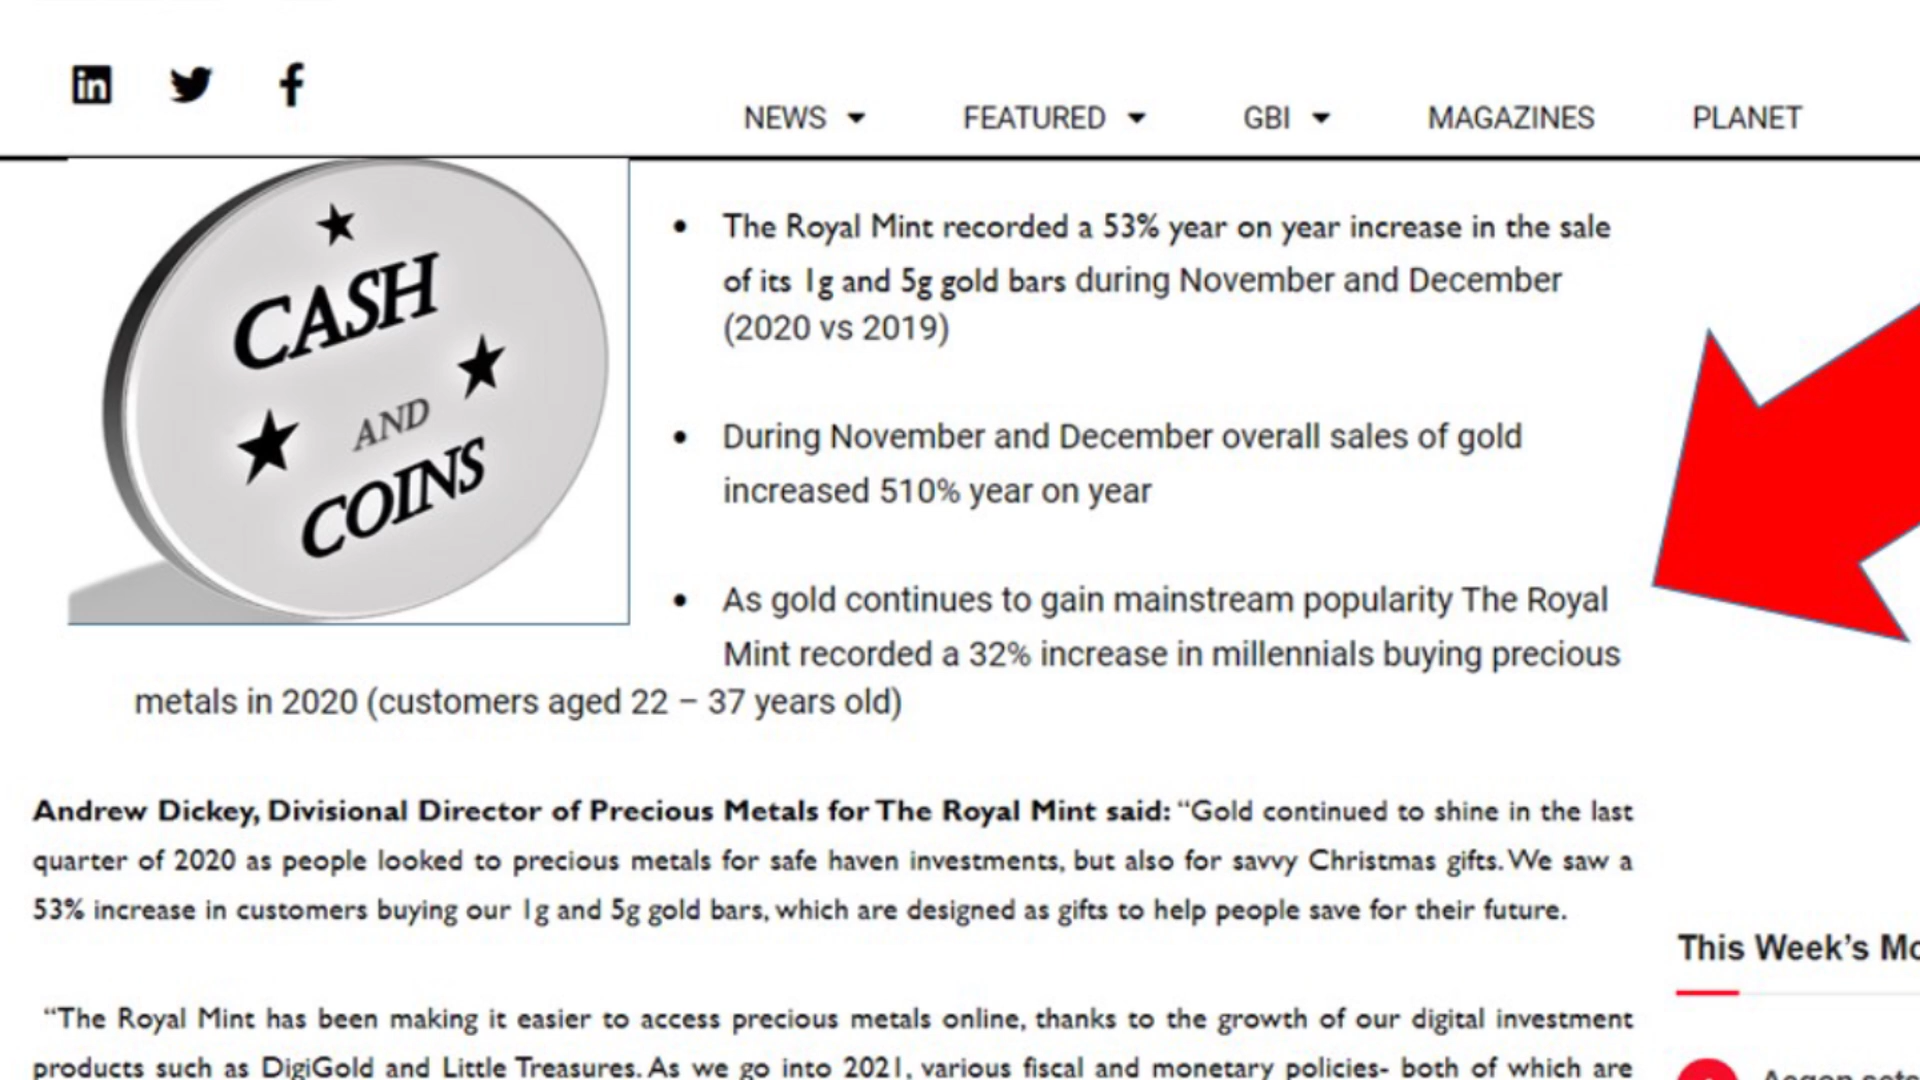 NEWS FEATURED GBI MAGAZINES PLANET
CASH
AND
COINS
The Royal Mint recorded a 53% year on year increase in the sale
of its 1g and 5g gold bars during November and December
(2020 vs 2019)
During November and December overall sales of gold
increased 510% year on year
As gold continues to gain mainstream popularity The Royal
Mint recorded a 32% increase in millennials buying precious
metals in 2020 (customers aged 22 – 37 years old)
Andrew Dickey, Divisional Director of Precious Metals for The Royal Mint said: “Gold continued to shine in the last
quarter of 2020 as people looked to precious metals for safe haven investments, but also for savvy Christmas gifts. We saw a
53% increase in customers buying our 1g and 5g gold bars, which are designed as gifts to help people save for their future.
This Week’s Mo
“The Royal Mint has been making it easier to access precious metals online, thanks to the growth of our digital investment
products such as DigiGold and Little Treasures. As we go into 2021, various fiscal and monetary policies- both of which are